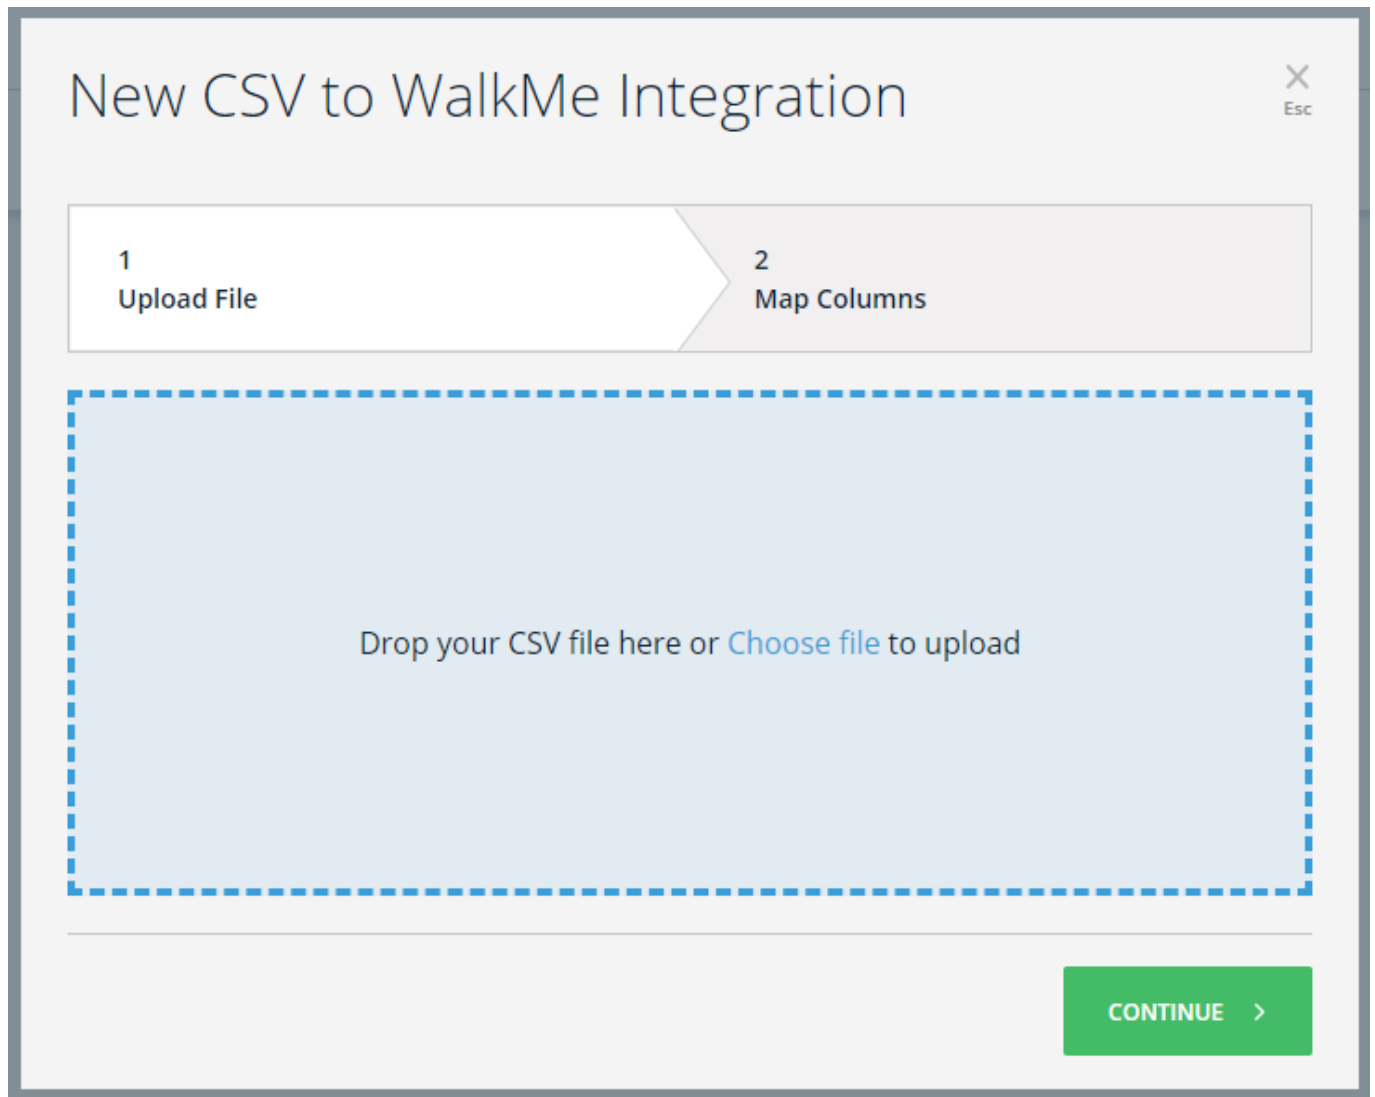 New CSV to WalkMe Integration
Esc
1
Upload File
2
Map Columns
Drop your CSV file here or Choose file to upload
CONTINUE